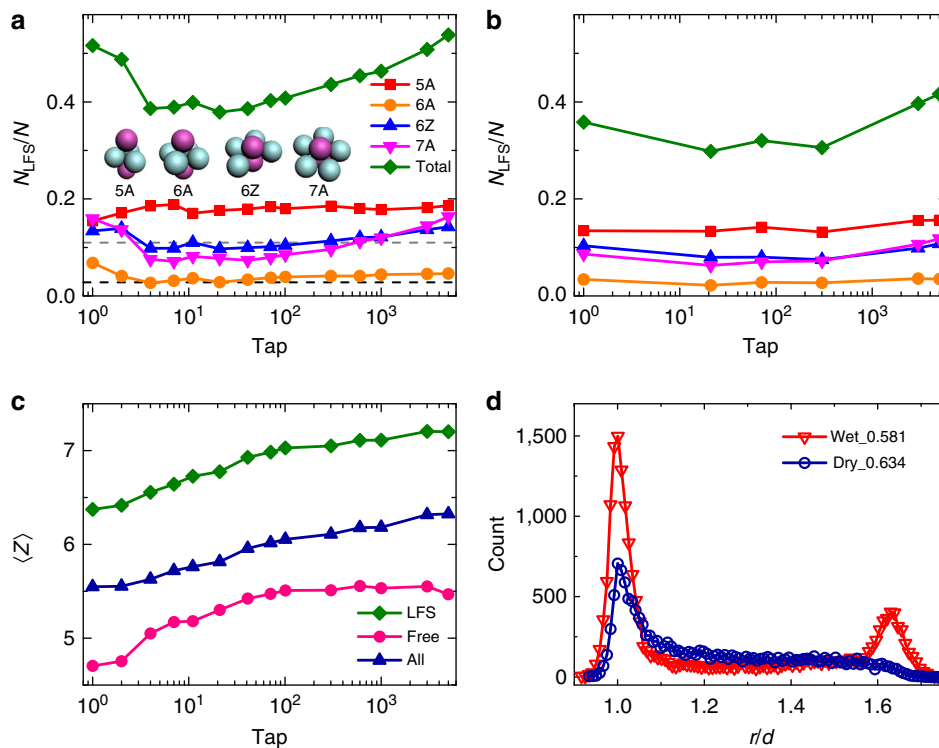 a
N_LFS/N
0.4
0.2
0.0
5A
6A
6Z
7A
Total
5A 6A 6Z 7A
10^0 10^1 10^2 10^3
Tap
b
N_LFS/N
0.4
0.2
0.0
10^0 10^1 10^2 10^3
Tap
c
⟨Z⟩
7
6
5
LFS
Free
All
10^0 10^1 10^2 10^3
Tap
d
Count
1,500
1,000
500
0
Wet_0.581
Dry_0.634
1.0 1.2 1.4 1.6
r/d